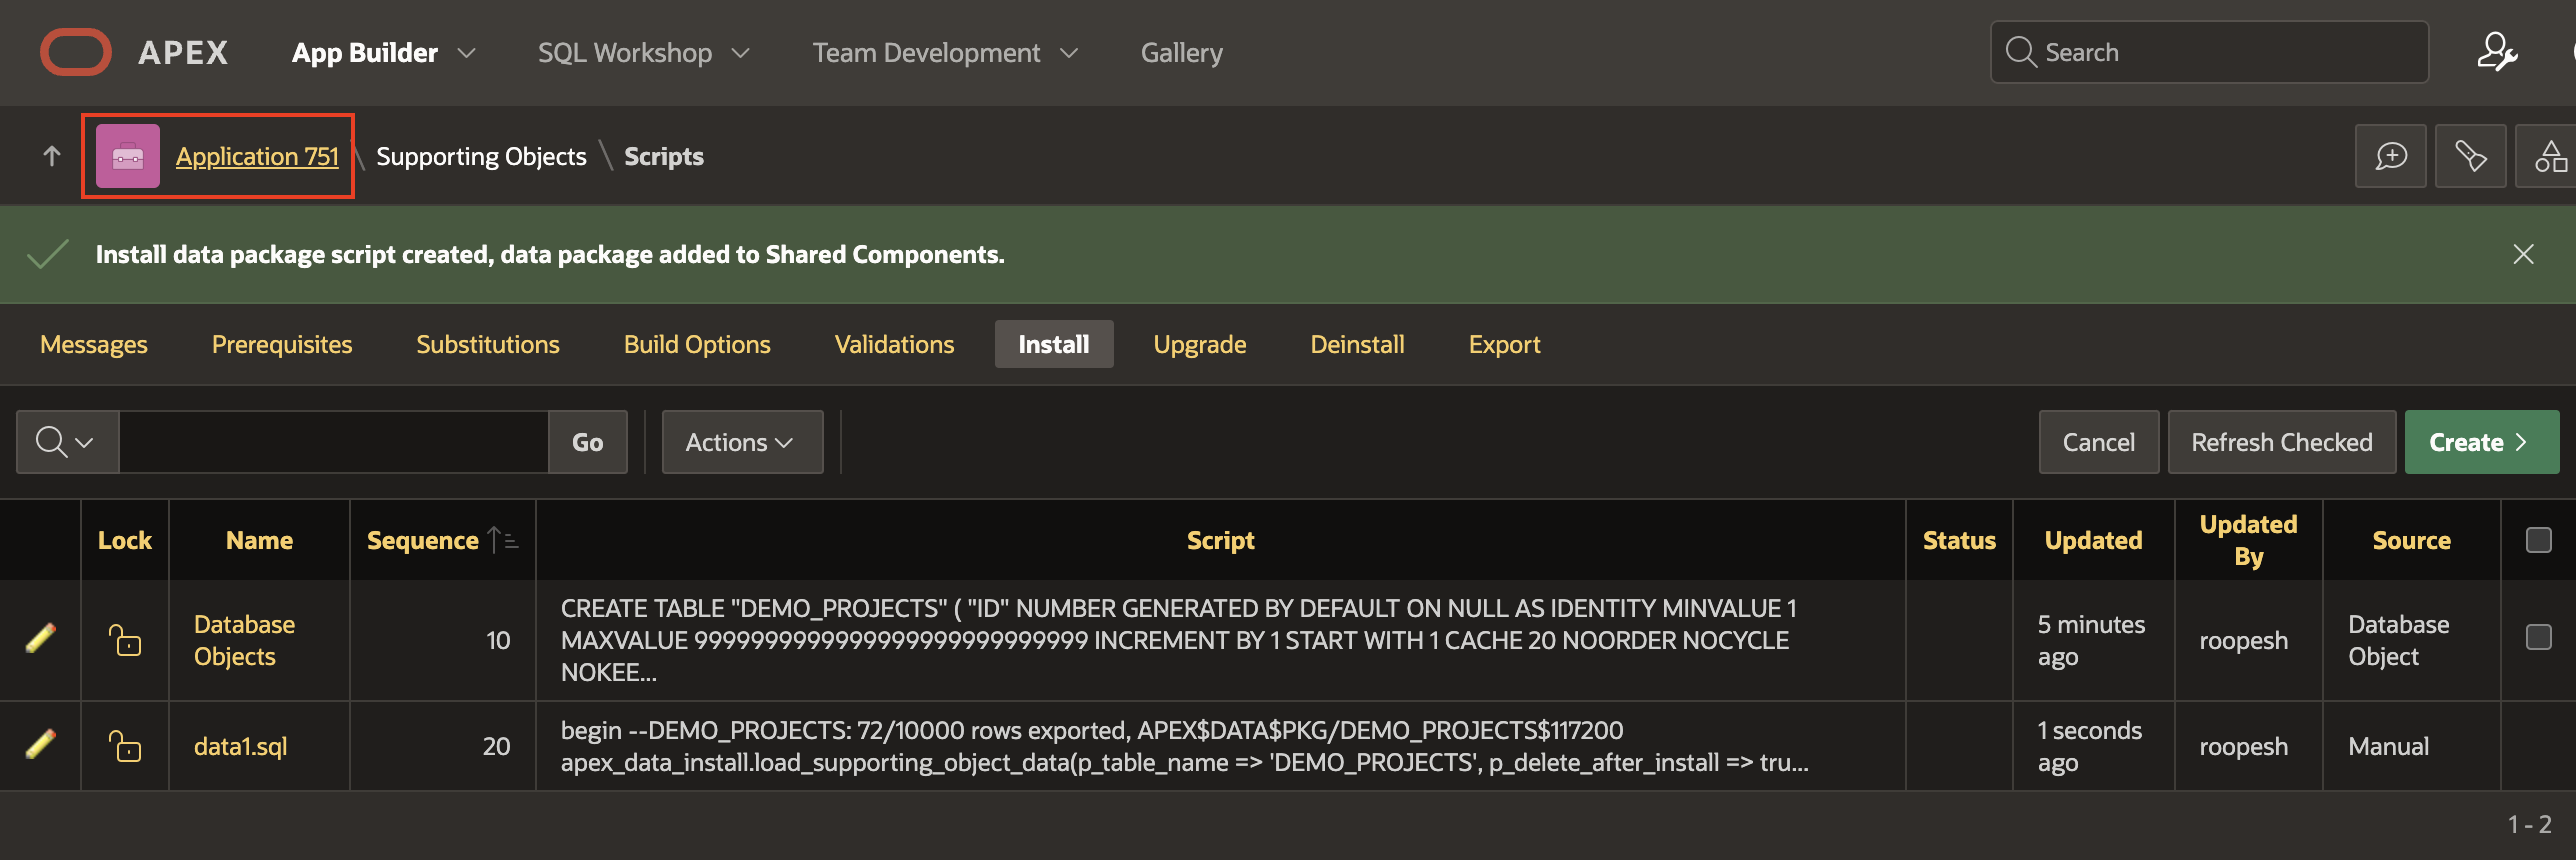 APEX App Builder SQL Workshop Team Development Gallery Search
Application 751 \ Supporting Objects \ Scripts
Install data package script created, data package added to Shared Components.
Messages Prerequisites Substitutions Build Options Validations Install Upgrade Deinstall Export
Go Actions Cancel Refresh Checked Create
Lock Name Sequence Script Status Updated Updated By Source
Database Objects 10 CREATE TABLE "DEMO_PROJECTS" ( "ID" NUMBER GENERATED BY DEFAULT ON NULL AS IDENTITY MINVALUE 1
MAXVALUE 9999999999999999999999999999 INCREMENT BY 1 START WITH 1 CACHE 20 NOORDER NOCYCLE
NOKEE... 5 minutes ago roopesh Database Object
data1.sql 20 begin --DEMO_PROJECTS: 72/10000 rows exported, APEX$DATA$PKG/DEMO_PROJECTS$117200
apex_data_install.load_supporting_object_data(p_table_name => 'DEMO_PROJECTS', p_delete_after_install => tru... 1 seconds ago roopesh Manual
1 - 2